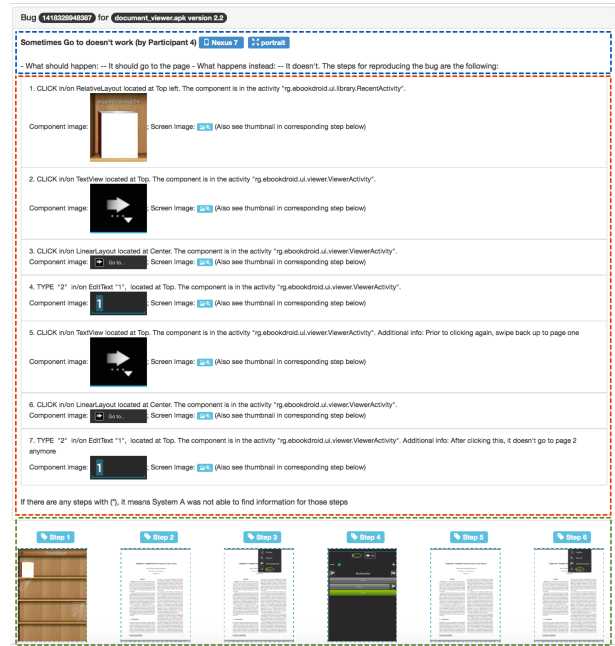 Bug 1418328948387 for document_viewer.apk version 2.2
Sometimes Go to doesn't work (by Participant 4) Nexus 7 portrait
- What should happen: -- It should go to the page - What happens instead: -- It doesn't. The steps for reproducing the bug are the following:
1. CLICK in/on RelativeLayout located at Top left. The component is in the activity "rg.ebookdroid.ui.library.RecentActivity".
Component image: ; Screen Image: (Also see thumbnail in corresponding step below)
2. CLICK in/on TextView located at Top. The component is in the activity "rg.ebookdroid.ui.viewer.ViewerActivity".
Component image: ; Screen Image: (Also see thumbnail in corresponding step below)
3. CLICK in/on LinearLayout located at Center. The component is in the activity "rg.ebookdroid.ui.viewer.ViewerActivity".
Component image: Go to... ; Screen Image: (Also see thumbnail in corresponding step below)
4. TYPE "2" in/on EditText "1", located at Top. The component is in the activity "rg.ebookdroid.ui.viewer.ViewerActivity".
Component image: 1 ; Screen Image: (Also see thumbnail in corresponding step below)
5. CLICK in/on TextView located at Top. The component is in the activity "rg.ebookdroid.ui.viewer.ViewerActivity". Additional info: Prior to clicking again, swipe back up to page one
Component image: ; Screen Image: (Also see thumbnail in corresponding step below)
6. CLICK in/on LinearLayout located at Center. The component is in the activity "rg.ebookdroid.ui.viewer.ViewerActivity".
Component image: Go to... ; Screen Image: (Also see thumbnail in corresponding step below)
7. TYPE "2" in/on EditText "1", located at Top. The component is in the activity "rg.ebookdroid.ui.viewer.ViewerActivity". Additional info: After clicking this, it doesn't go to page 2
anymore
Component image: 1 ; Screen Image: (Also see thumbnail in corresponding step below)
If there are any steps with (*), it means System A was not able to find information for those steps
Step 1 Step 2 Step 3 Step 4 Step 5 Step 6